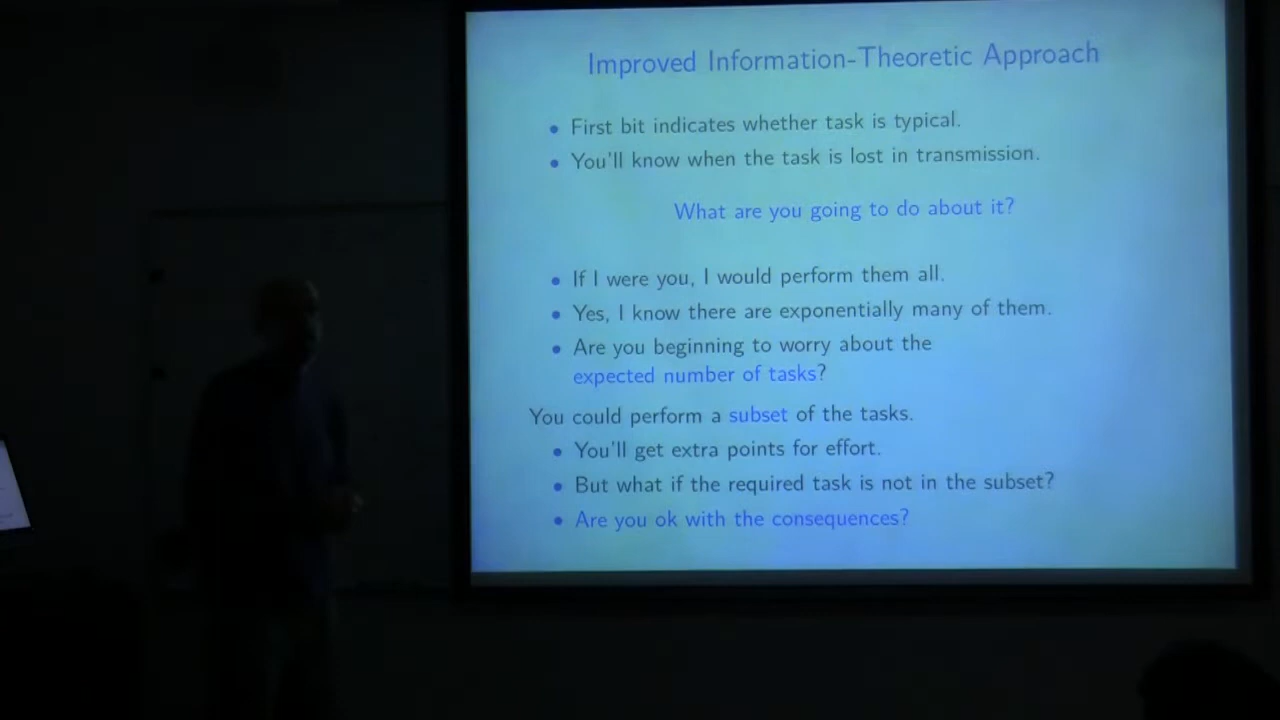 Improved Information-Theoretic Approach
• First bit indicates whether task is typical.
• You'll know when the task is lost in transmission.
What are you going to do about it?
• If I were you, I would perform them all.
• Yes, I know there are exponentially many of them.
• Are you beginning to worry about the
expected number of tasks?
You could perform a subset of the tasks.
• You'll get extra points for effort.
• But what if the required task is not in the subset?
• Are you ok with the consequences?